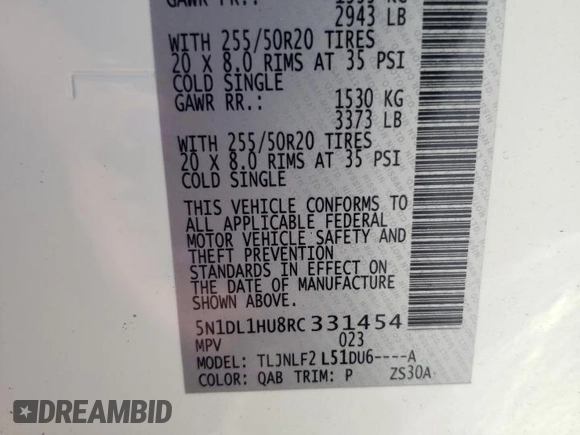 GAWR FR.:
2943 LB
WITH 255/50R20 TIRES
20 X 8.0 RIMS AT 35 PSI
COLD SINGLE
GAWR RR.: 1530 KG
3373 LB
WITH 255/50R20 TIRES
20 X 8.0 RIMS AT 35 PSI
COLD SINGLE
THIS VEHICLE CONFORMS TO
ALL APPLICABLE FEDERAL
MOTOR VEHICLE SAFETY AND
THEFT PREVENTION
STANDARDS IN EFFECT ON
THE DATE OF MANUFACTURE
SHOWN ABOVE.
5N1DL1HU8RC331454
MPV 023
MODEL: TLJNLF2 L51DU6----A
COLOR: QAB TRIM: P ZS30A
DREAMBID